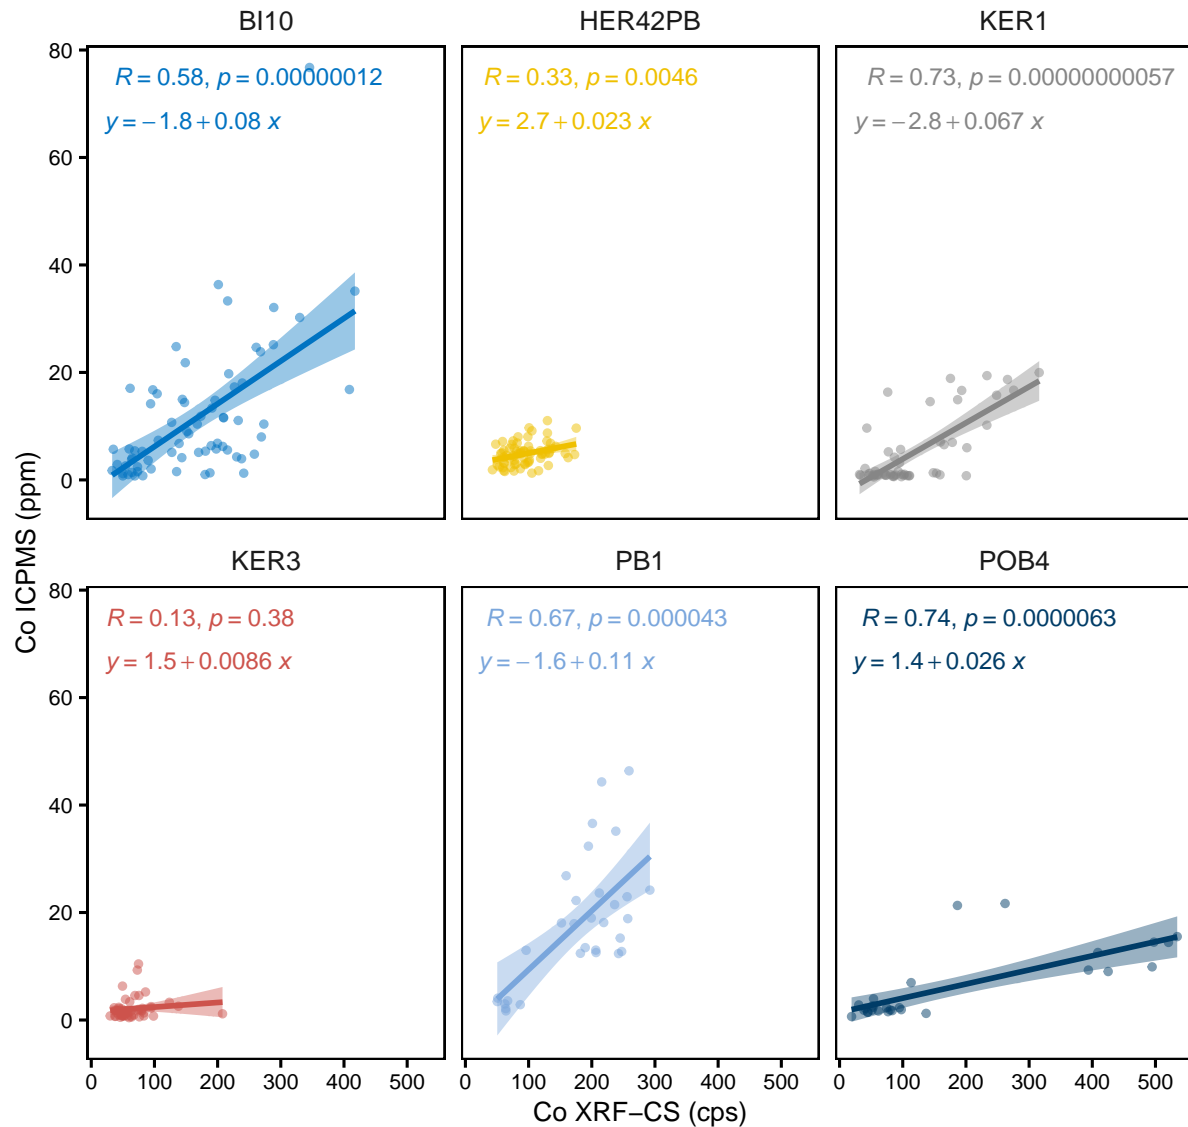 BI10
HER42PB
KER1
R = 0.58, p = 0.00000012
y = −1.8 + 0.08 x
R = 0.33, p = 0.0046
y = 2.7 + 0.023 x
R = 0.73, p = 0.00000000057
y = −2.8 + 0.067 x
80
60
40
20
0
KER3
PB1
POB4
R = 0.13, p = 0.38
y = 1.5 + 0.0086 x
R = 0.67, p = 0.000043
y = −1.6 + 0.11 x
R = 0.74, p = 0.0000063
y = 1.4 + 0.026 x
80
60
40
20
0
Co ICPMS (ppm)
0 100 200 300 400 500
0 100 200 300 400 500
0 100 200 300 400 500
Co XRF−CS (cps)